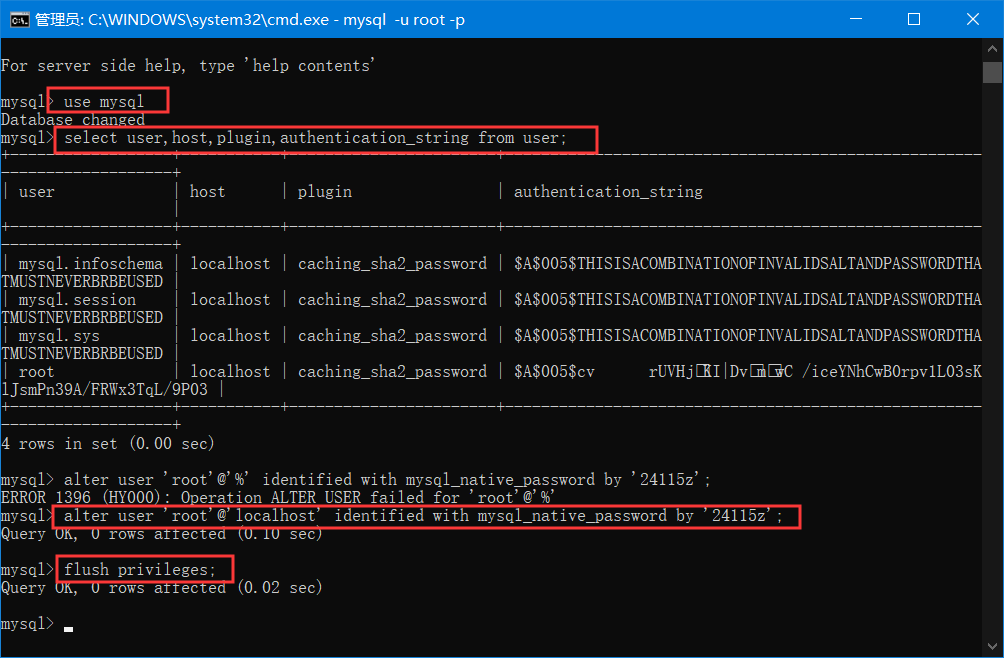 管理员: C:\WINDOWS\system32\cmd.exe - mysql -u root -p
For server side help, type 'help contents'
mysql> use mysql
Database changed
mysql> select user,host,plugin,authentication_string from user;
+-------------------+-----------+-----------------------+------------------------------------------------------
-------------------+
| user | host | plugin | authentication_string
|
+-------------------+-----------+-----------------------+------------------------------------------------------
-------------------+
| mysql.infoschema | localhost | caching_sha2_password | $A$005$THISISACOMBINATIONOFINVALIDSALTANDPASSWORDTHA
TMUSTNEVERBRBEUSED |
| mysql.session | localhost | caching_sha2_password | $A$005$THISISACOMBINATIONOFINVALIDSALTANDPASSWORDTHA
TMUSTNEVERBRBEUSED |
| mysql.sys | localhost | caching_sha2_password | $A$005$THISISACOMBINATIONOFINVALIDSALTANDPASSWORDTHA
TMUSTNEVERBRBEUSED |
| root | localhost | caching_sha2_password | $A$005$cv /iceYNhCwB0rpv1L03sK
lJsmPn39A/FRWx3TqL/9P03 |
+-------------------+-----------+-----------------------+------------------------------------------------------
-------------------+
4 rows in set (0.00 sec)
mysql> alter user 'root'@'%' identified with mysql_native_password by '24115z';
ERROR 1396 (HY000): Operation ALTER USER failed for 'root'@'%'
mysql> alter user 'root'@'localhost' identified with mysql_native_password by '24115z';
Query OK, 0 rows affected (0.10 sec)
mysql> flush privileges;
Query OK, 0 rows affected (0.02 sec)
mysql>